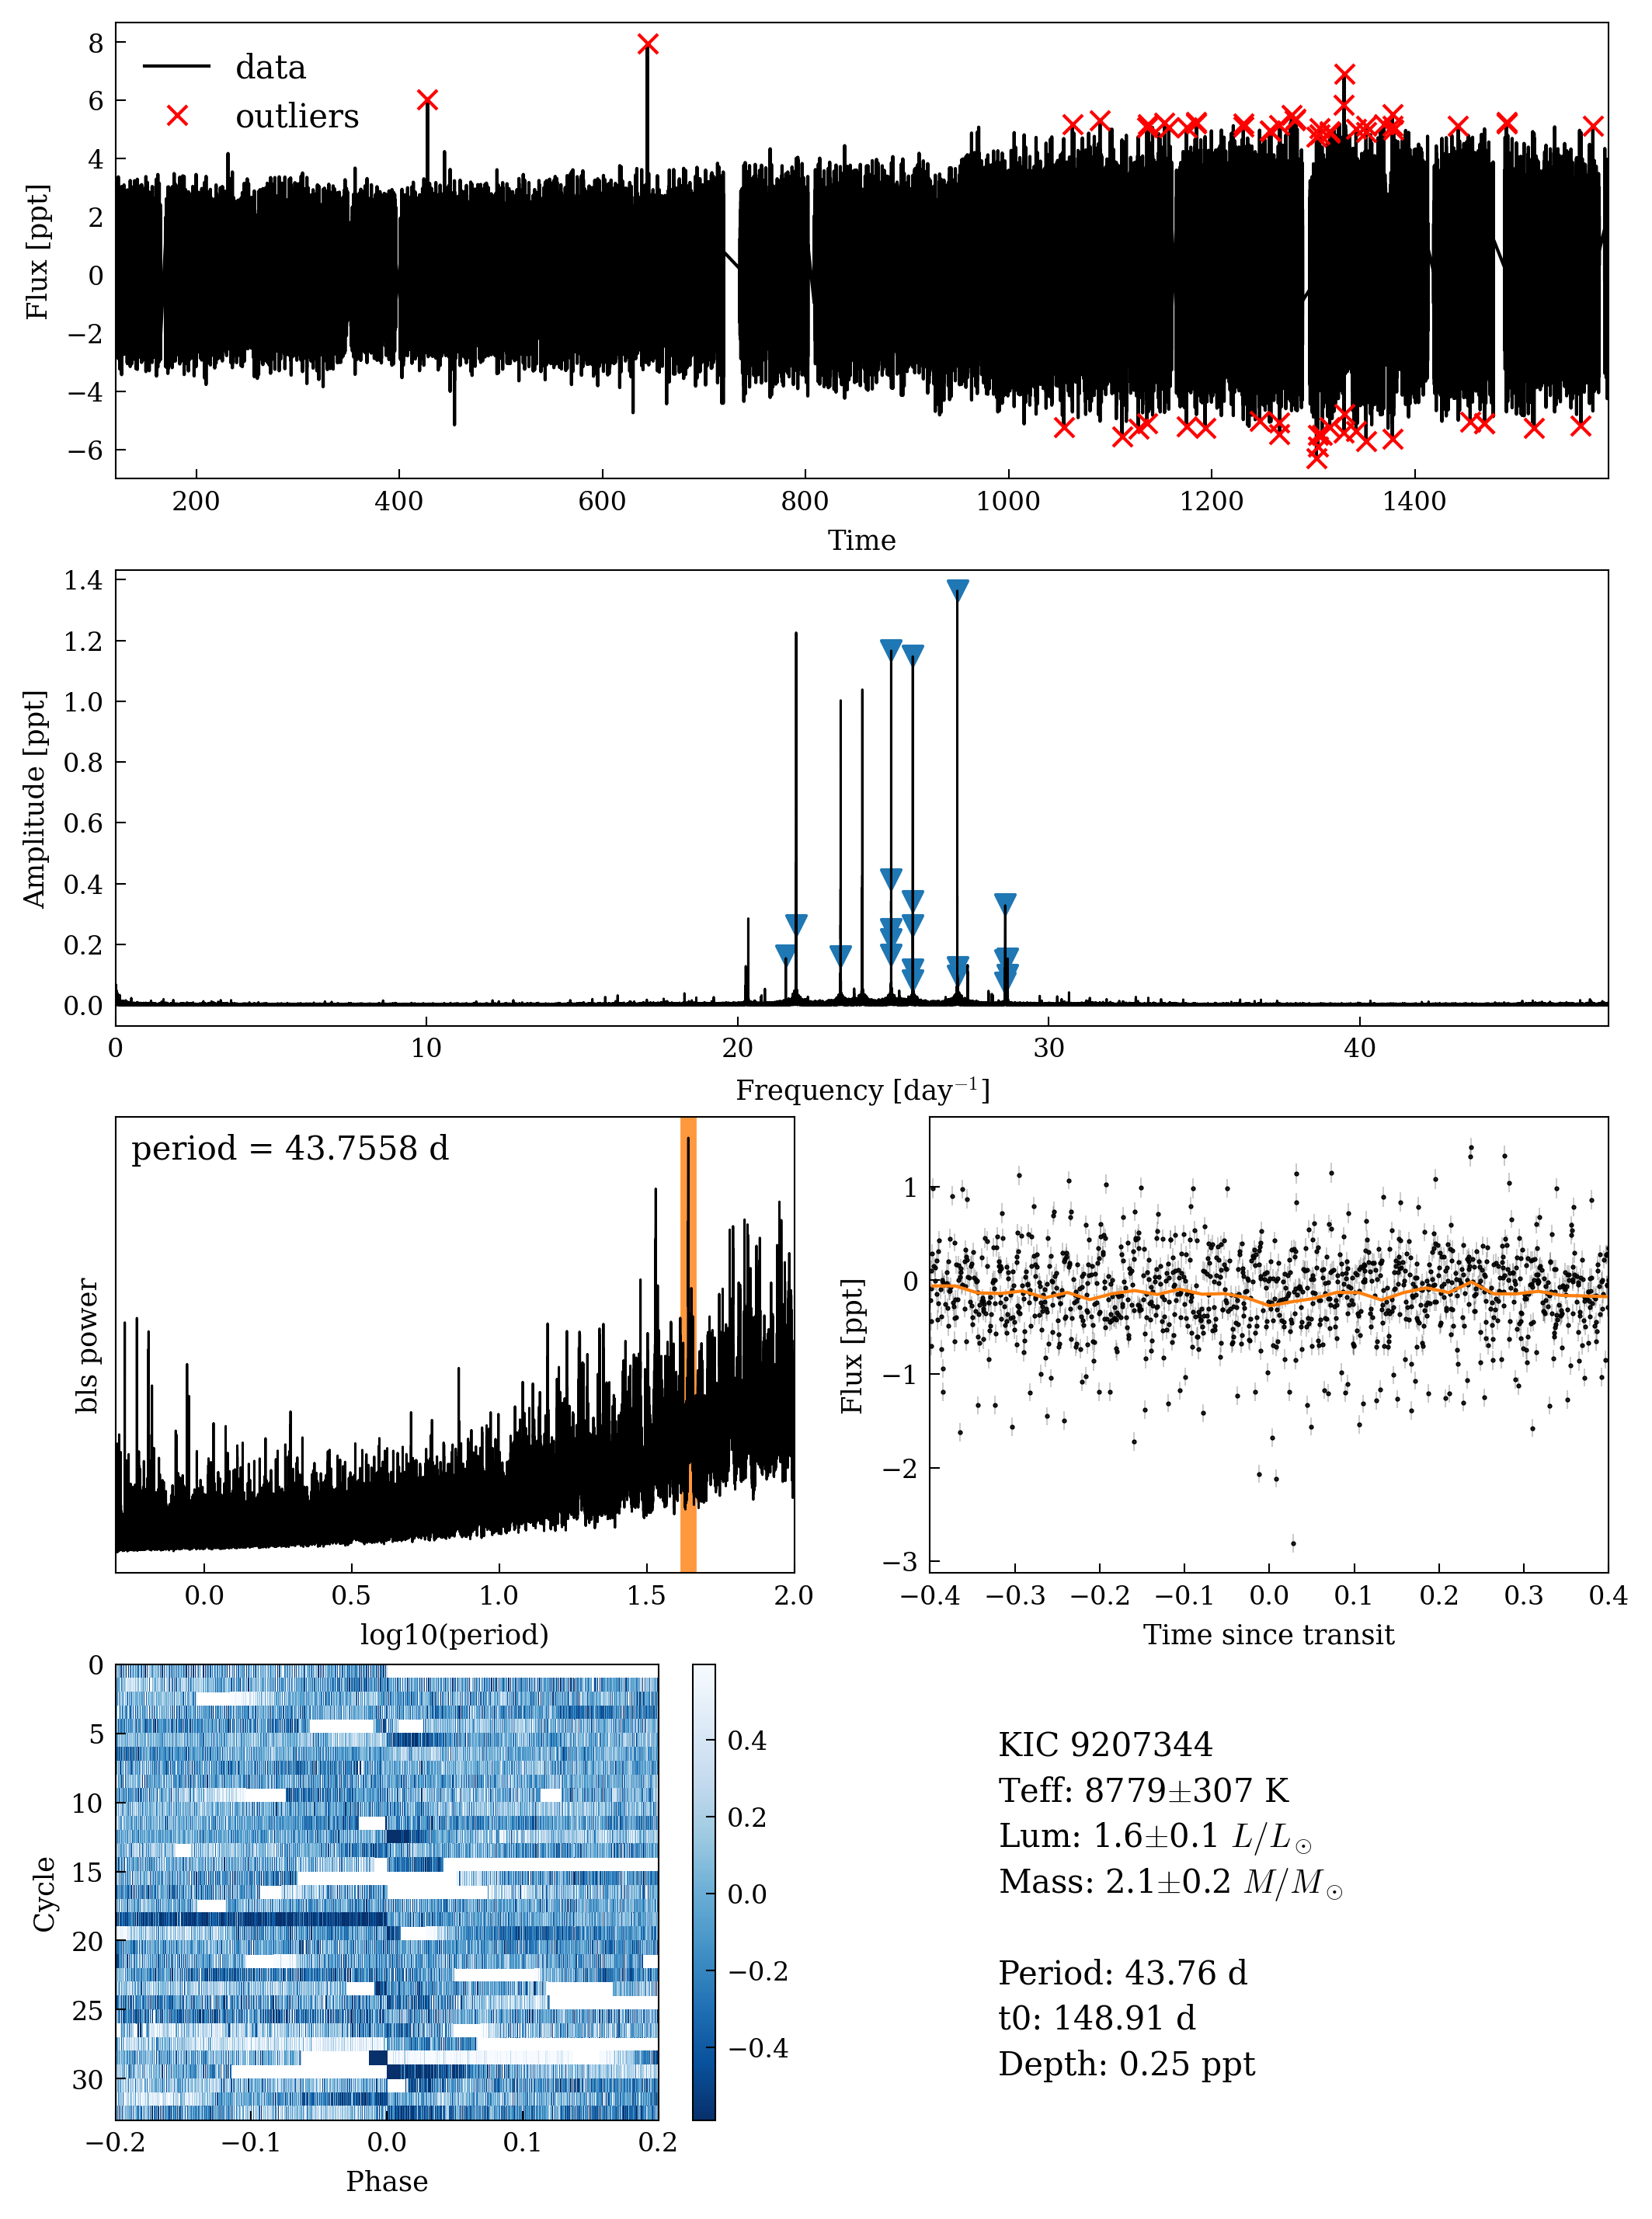 8
6
4
2
0
−2
−4
−6
Flux [ppt]
data
outliers
200 400 600 800 1000 1200 1400
Time
1.4
1.2
1.0
0.8
0.6
0.4
0.2
0.0
Amplitude [ppt]
0 10 20 30 40
Frequency [day⁻¹]
period = 43.7558 d
bls power
0.0 0.5 1.0 1.5 2.0
log10(period)
1
0
−1
−2
−3
Flux [ppt]
−0.4 −0.3 −0.2 −0.1 0.0 0.1 0.2 0.3 0.4
Time since transit
0
5
10
15
20
25
30
Cycle
−0.2 −0.1 0.0 0.1 0.2
Phase
0.4
0.2
0.0
−0.2
−0.4
KIC 9207344
Teff: 8779±307 K
Lum: 1.6±0.1 L/L⊙
Mass: 2.1±0.2 M/M⊙
Period: 43.76 d
t0: 148.91 d
Depth: 0.25 ppt